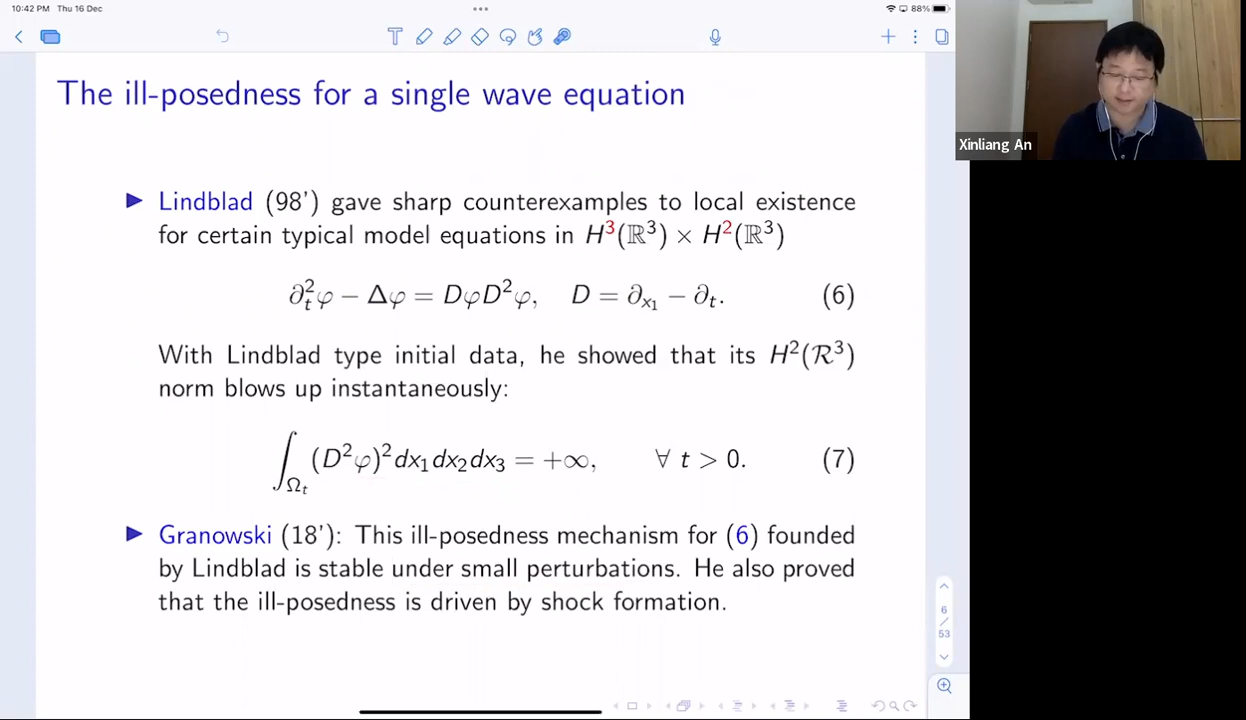 10:42 PM Thu 16 Dec
88%
The ill-posedness for a single wave equation
▶ Lindblad (98') gave sharp counterexamples to local existence
for certain typical model equations in H³(ℝ³) × H²(ℝ³)
∂ₜ²φ − Δφ = DφD²φ, D = ∂ₓ₁ − ∂ₜ. (6)
With Lindblad type initial data, he showed that its H²(ℛ³)
norm blows up instantaneously:
∫_Ωₜ (D²φ)²dx₁dx₂dx₃ = +∞, ∀ t > 0. (7)
▶ Granowski (18'): This ill-posedness mechanism for (6) founded
by Lindblad is stable under small perturbations. He also proved
that the ill-posedness is driven by shock formation.
6
/
53
Xinliang An